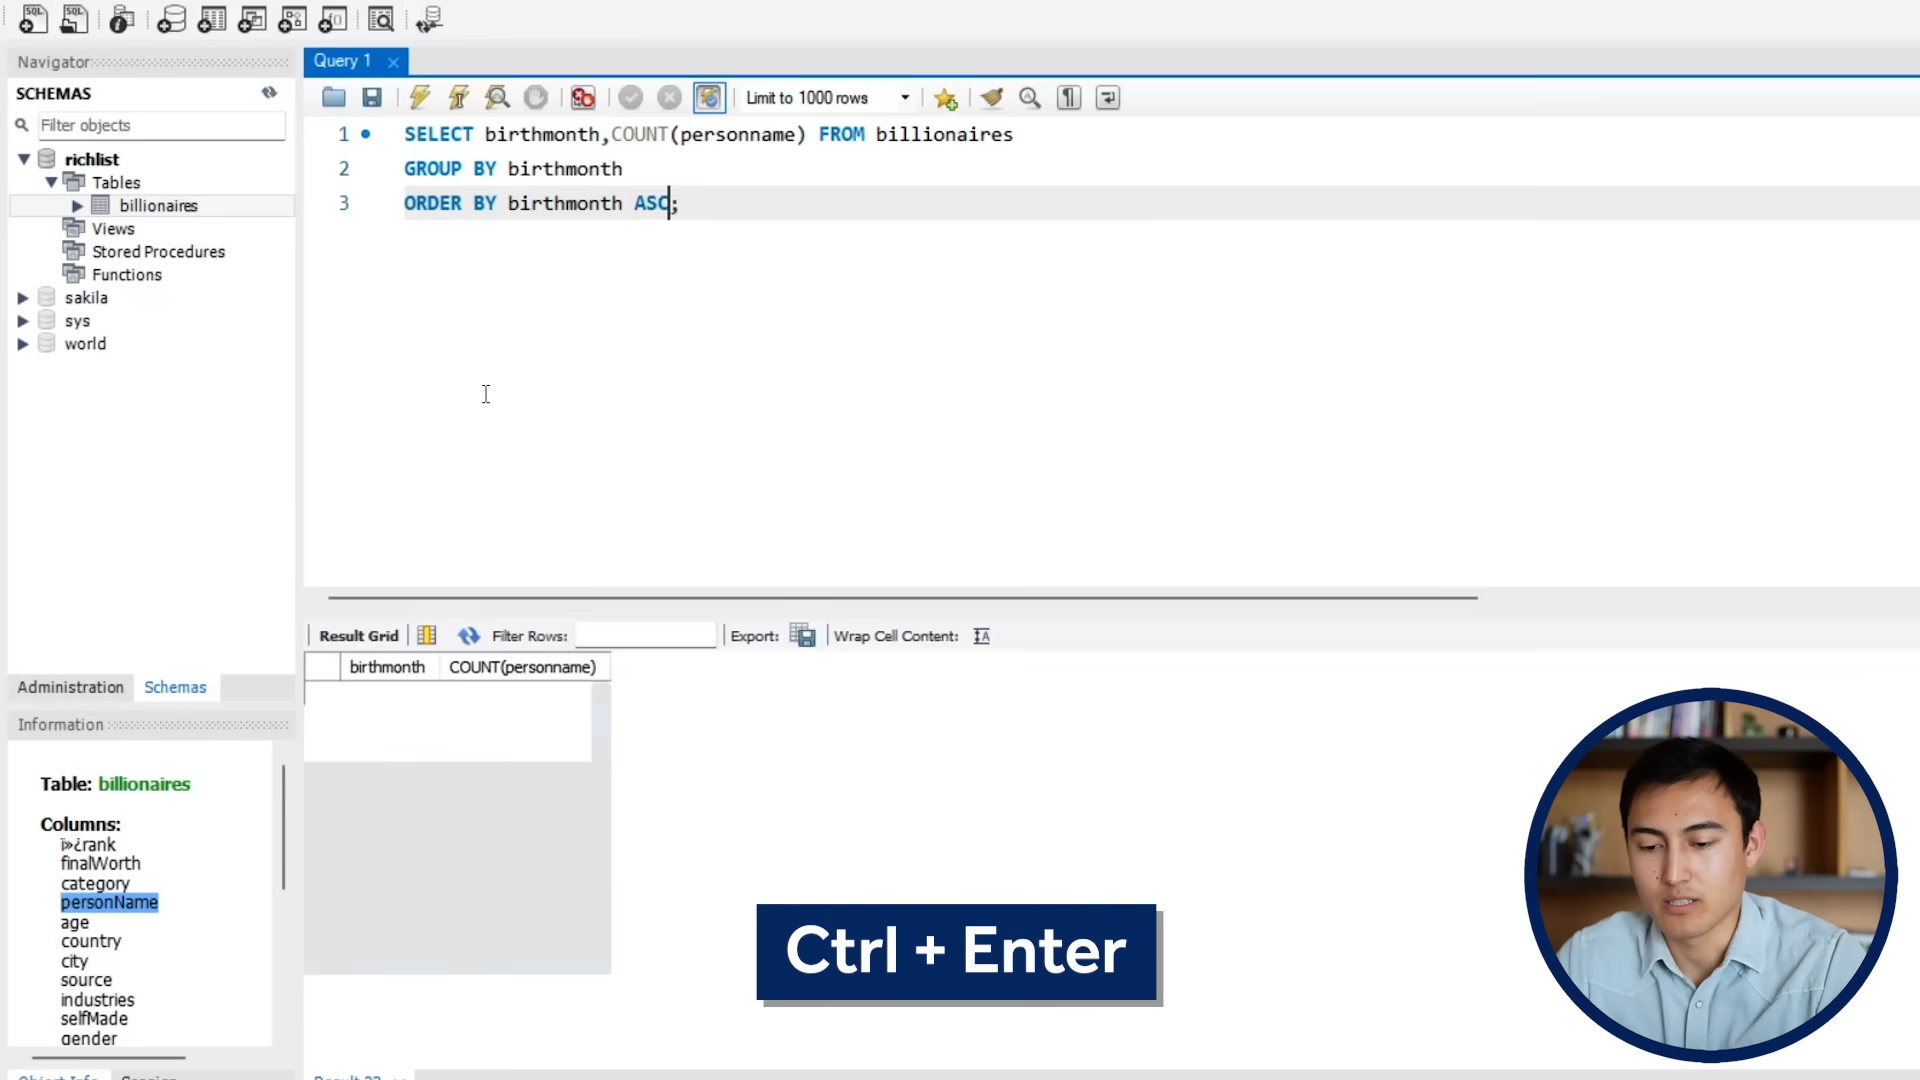 Navigator
SCHEMAS
Filter objects
richlist
Tables
billionaires
Views
Stored Procedures
Functions
sakila
sys
world
Administration Schemas
Information
Table: billionaires
Columns:
ï»¿rank
finalWorth
category
personName
age
country
city
source
industries
selfMade
gender
Object Info Session
Query 1
Limit to 1000 rows
1 SELECT birthmonth,COUNT(personname) FROM billionaires
2 GROUP BY birthmonth
3 ORDER BY birthmonth ASC;
Result Grid Filter Rows: Export: Wrap Cell Content:
birthmonth COUNT(personname)
Ctrl + Enter